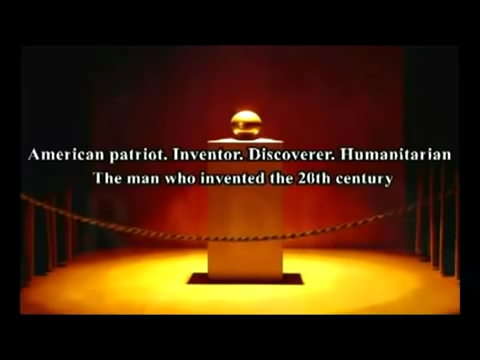 American patriot. Inventor. Discoverer. Humanitarian
The man who invented the 20th century